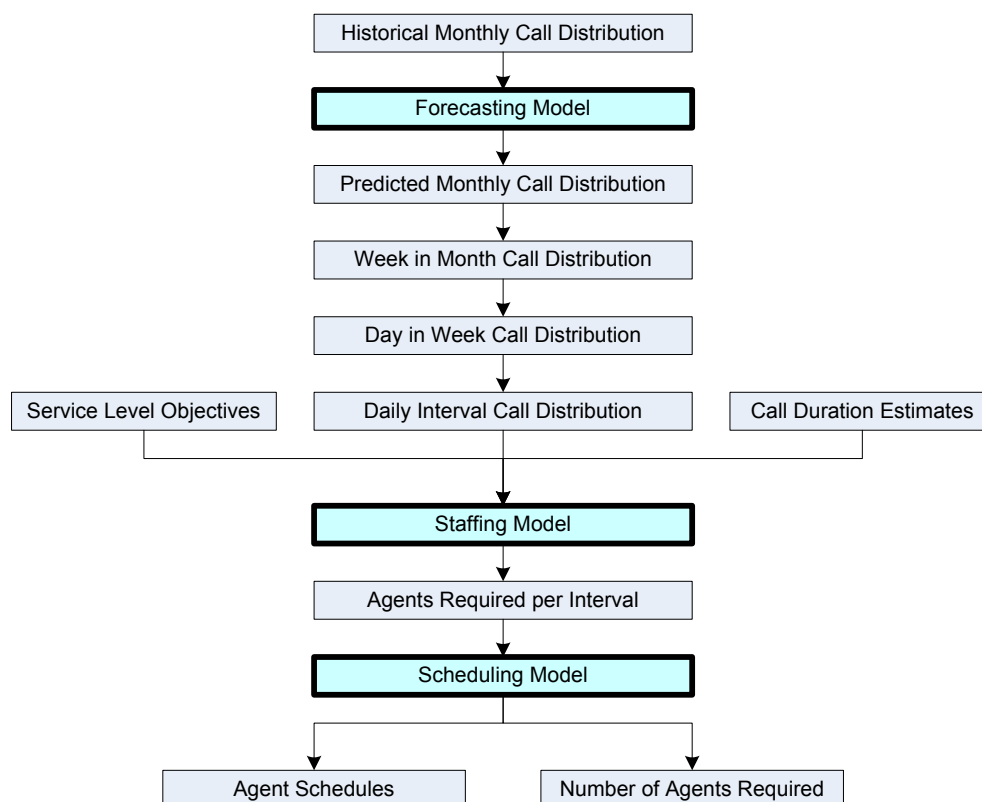 Historical Monthly Call Distribution
Forecasting Model
Predicted Monthly Call Distribution
Week in Month Call Distribution
Day in Week Call Distribution
Service Level Objectives
Daily Interval Call Distribution
Call Duration Estimates
Staffing Model
Agents Required per Interval
Scheduling Model
Agent Schedules
Number of Agents Required